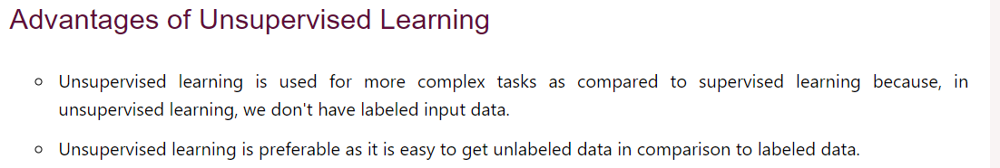 Advantages of Unsupervised Learning
Unsupervised learning is used for more complex tasks as compared to supervised learning because, in
unsupervised learning, we don't have labeled input data.
Unsupervised learning is preferable as it is easy to get unlabeled data in comparison to labeled data.